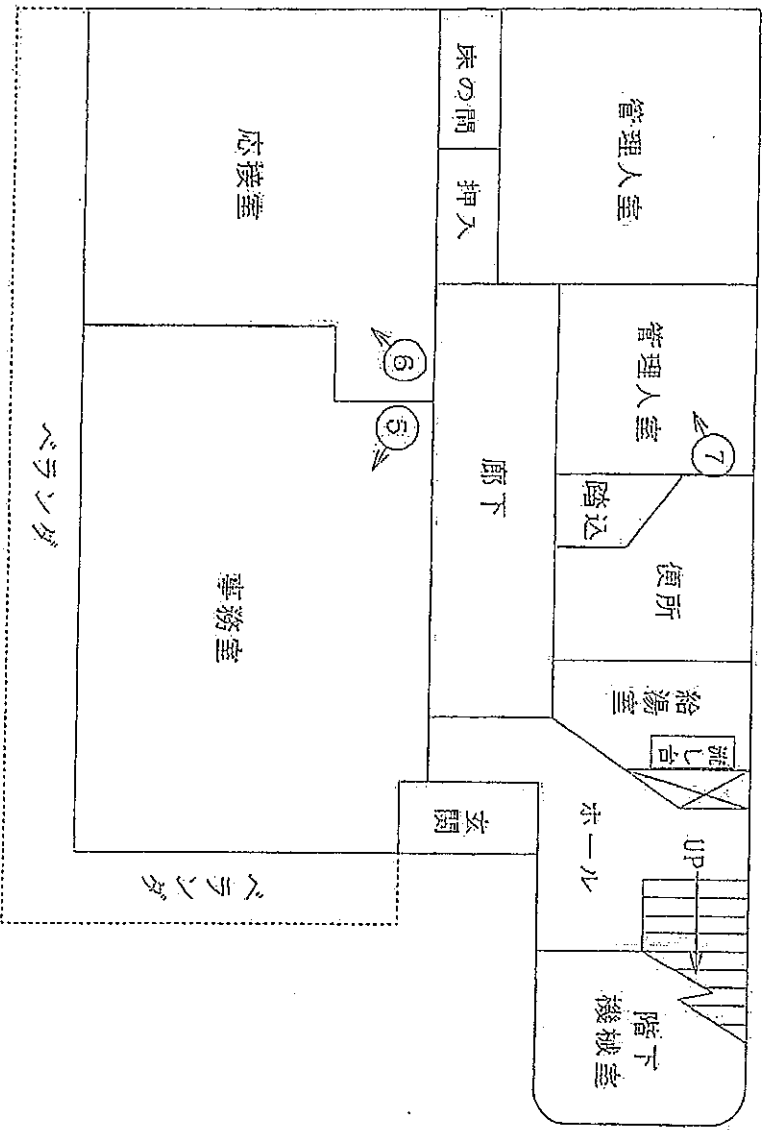 管理人室
床の間
押入
応接室
管理人室
⑦
踏込
便所
廊下
⑥
⑤
事務室
給湯室
流し台
ホール
UP
玄関
階下
機械室
ベランダ
ベランダ